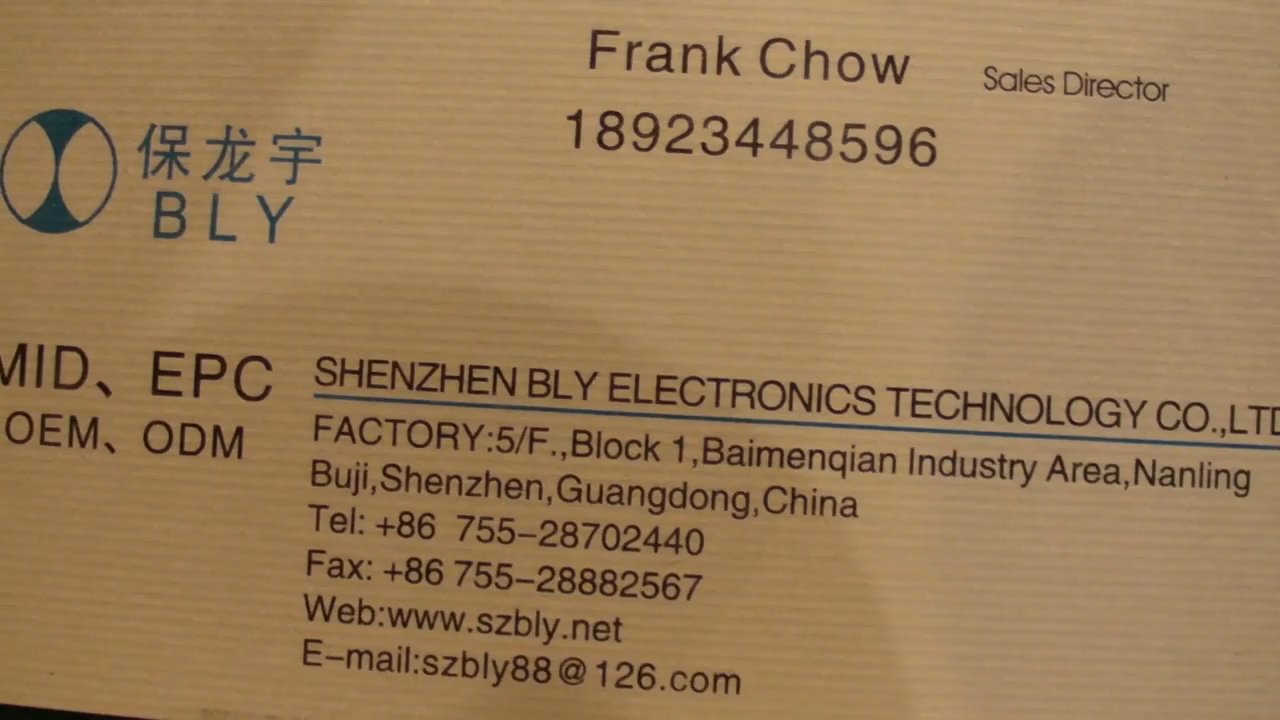 Frank Chow Sales Director
18923448596
保龙宇
BLY
MID、EPC
OEM、ODM
SHENZHEN BLY ELECTRONICS TECHNOLOGY CO.,LTD
FACTORY:5/F.,Block 1,Baimenqian Industry Area,Nanling
Buji,Shenzhen,Guangdong,China
Tel: +86 755-28702440
Fax: +86 755-28882567
Web:www.szbly.net
E-mail:szbly88@126.com